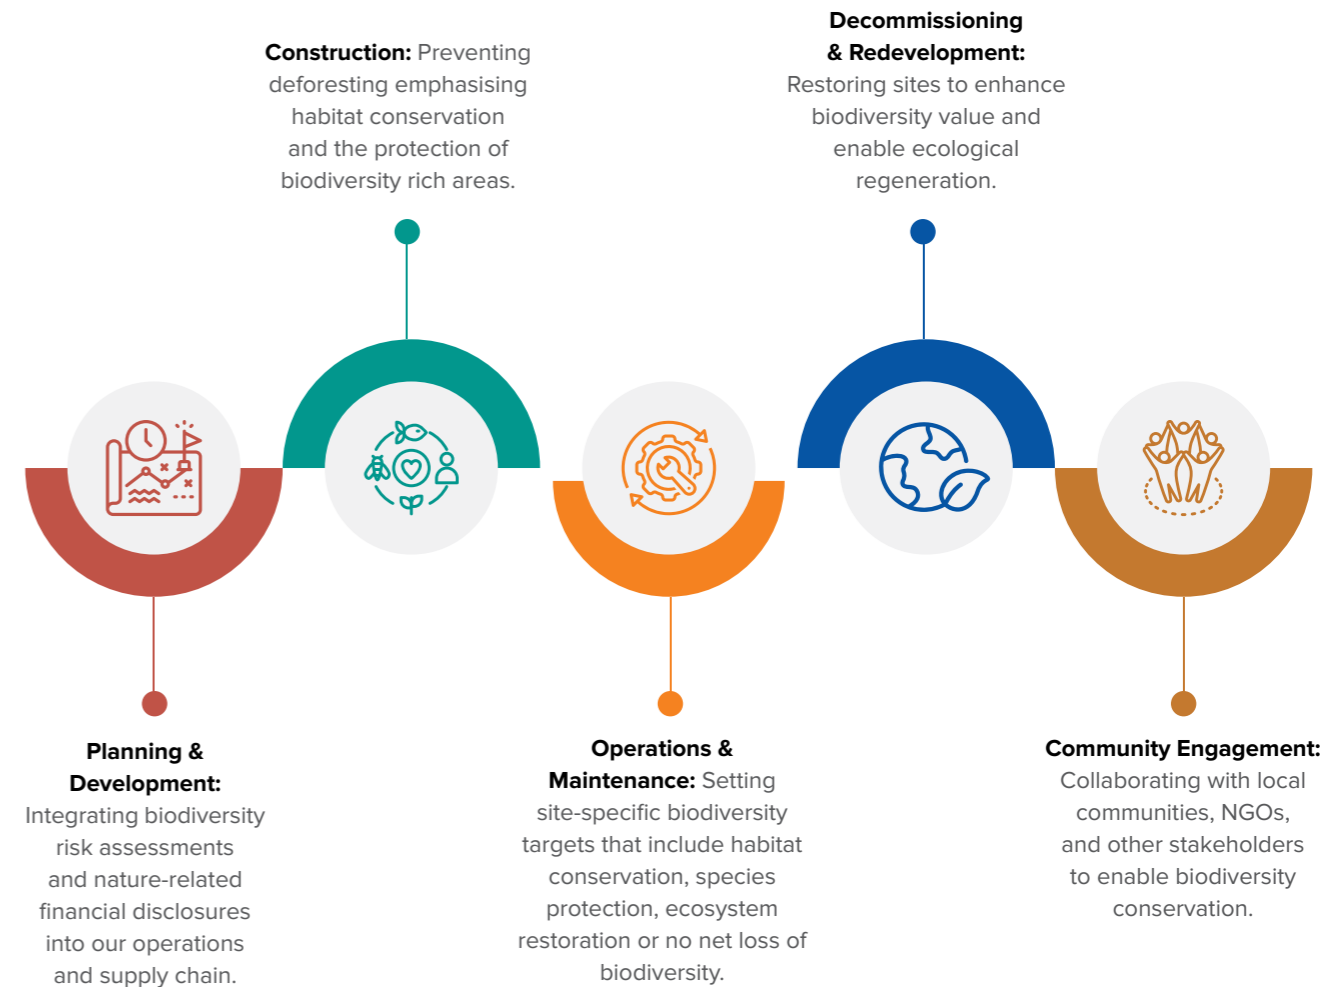 Construction: Preventing
deforesting emphasising
habitat conservation
and the protection of
biodiversity rich areas.
Decommissioning
& Redevelopment:
Restoring sites to enhance
biodiversity value and
enable ecological
regeneration.
Planning &
Development:
Integrating biodiversity
risk assessments
and nature-related
financial disclosures
into our operations
and supply chain.
Operations &
Maintenance: Setting
site-specific biodiversity
targets that include habitat
conservation, species
protection, ecosystem
restoration or no net loss of
biodiversity.
Community Engagement:
Collaborating with local
communities, NGOs,
and other stakeholders
to enable biodiversity
conservation.